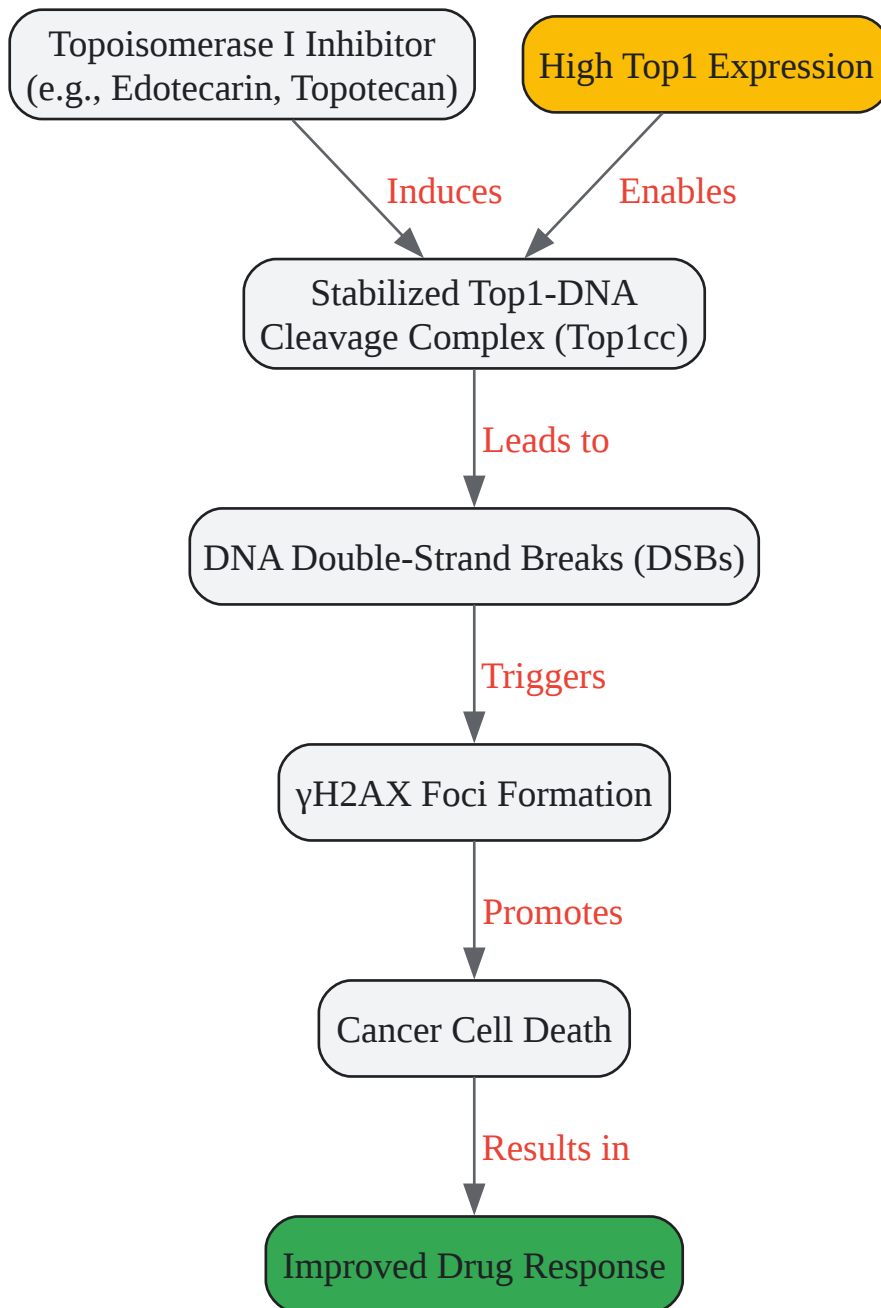 Topoisomerase I Inhibitor
(e.g., Edotecarin, Topotecan)
High Top1 Expression
Induces
Enables
Stabilized Top1-DNA
Cleavage Complex (Top1cc)
Leads to
DNA Double-Strand Breaks (DSBs)
Triggers
γH2AX Foci Formation
Promotes
Cancer Cell Death
Results in
Improved Drug Response